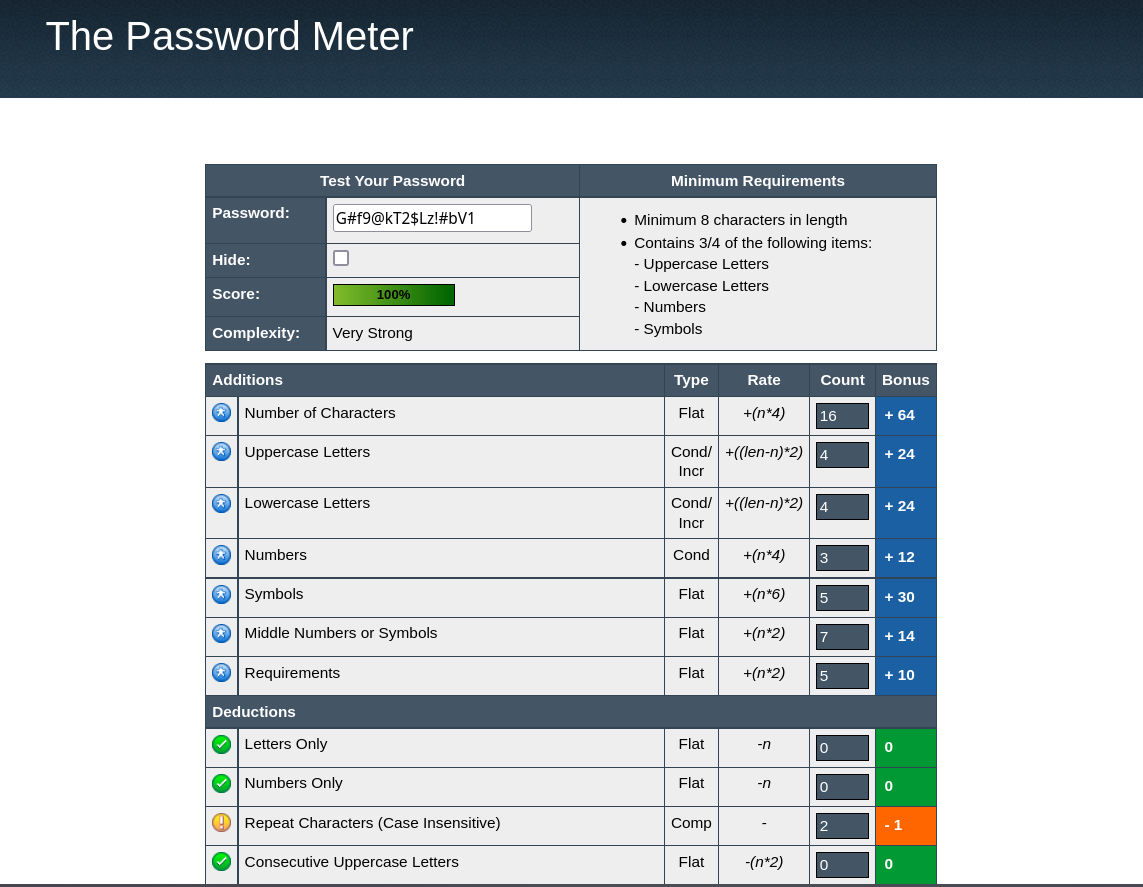 The Password Meter
Test Your Password Minimum Requirements
Password: G#f9@kT2$Lz!#bV1
Hide:
Score: 100%
Complexity: Very Strong
• Minimum 8 characters in length
• Contains 3/4 of the following items:
- Uppercase Letters
- Lowercase Letters
- Numbers
- Symbols
Additions Type Rate Count Bonus
Number of Characters Flat +(n*4) 16 + 64
Uppercase Letters Cond/ +((len-n)*2) 4 + 24
Incr
Lowercase Letters Cond/ +((len-n)*2) 4 + 24
Incr
Numbers Cond +(n*4) 3 + 12
Symbols Flat +(n*6) 5 + 30
Middle Numbers or Symbols Flat +(n*2) 7 + 14
Requirements Flat +(n*2) 5 + 10
Deductions
Letters Only Flat -n 0 0
Numbers Only Flat -n 0 0
Repeat Characters (Case Insensitive) Comp - 2 - 1
Consecutive Uppercase Letters Flat -(n*2) 0 0